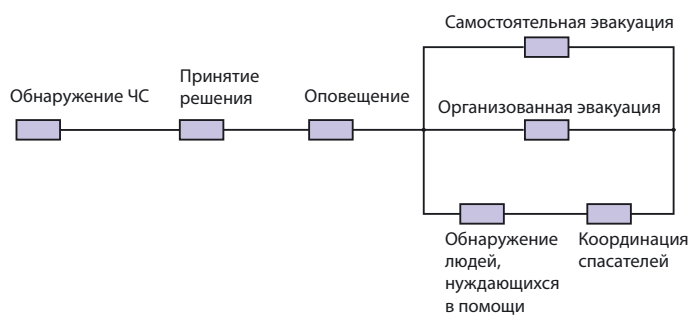 Самостоятельная эвакуация
Обнаружение ЧС
Принятие
решения
Оповещение
Организованная эвакуация
Обнаружение
людей,
нуждающихся
в помощи
Координация
спасателей